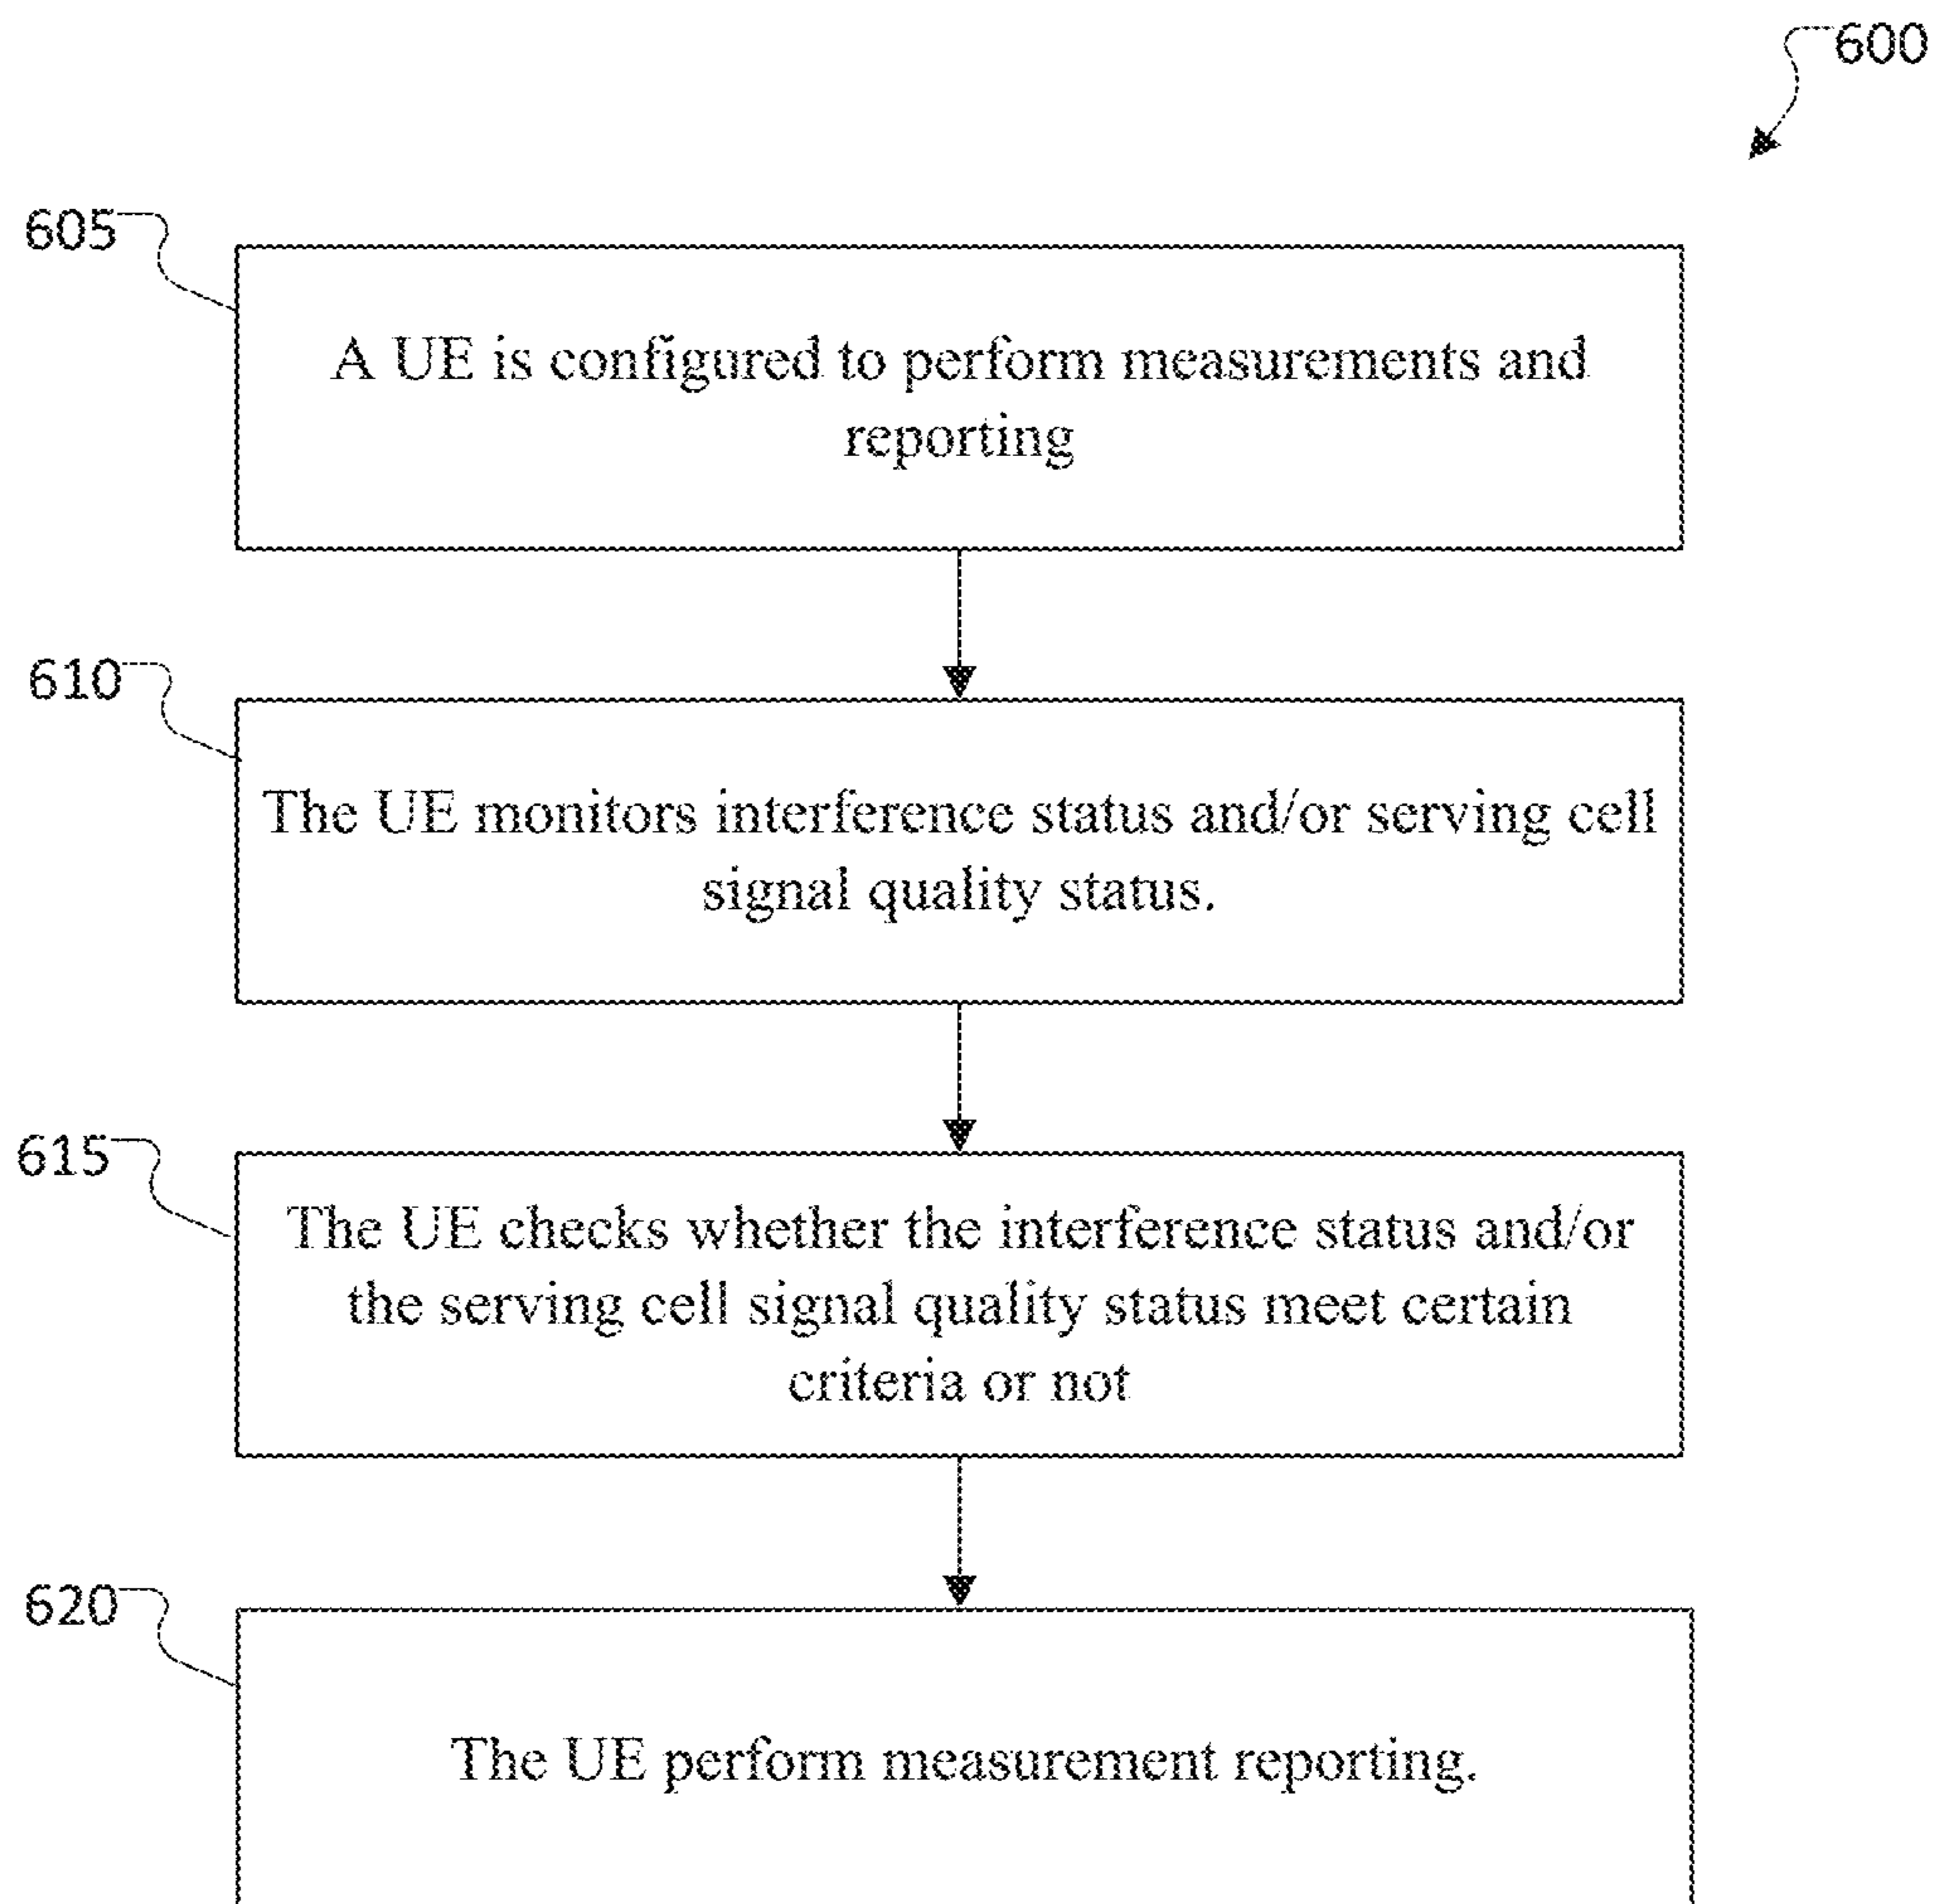 600
605
A UE is configured to perform measurements and
reporting
610
The UE monitors interference status and/or serving cell
signal quality status.
615
The UE checks whether the interference status and/or
the serving cell signal quality status meet certain
criteria or not
620
The UE perform measurement reporting.